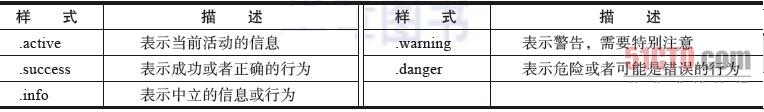 样 式 描 述 样 式 描 述
.active 表示当前活动的信息 .warning 表示警告，需要特别注意
.success 表示成功或者正确的行为 .danger 表示危险或者可能是错误的行为
.info 表示中立的信息或行为
51CTO.com